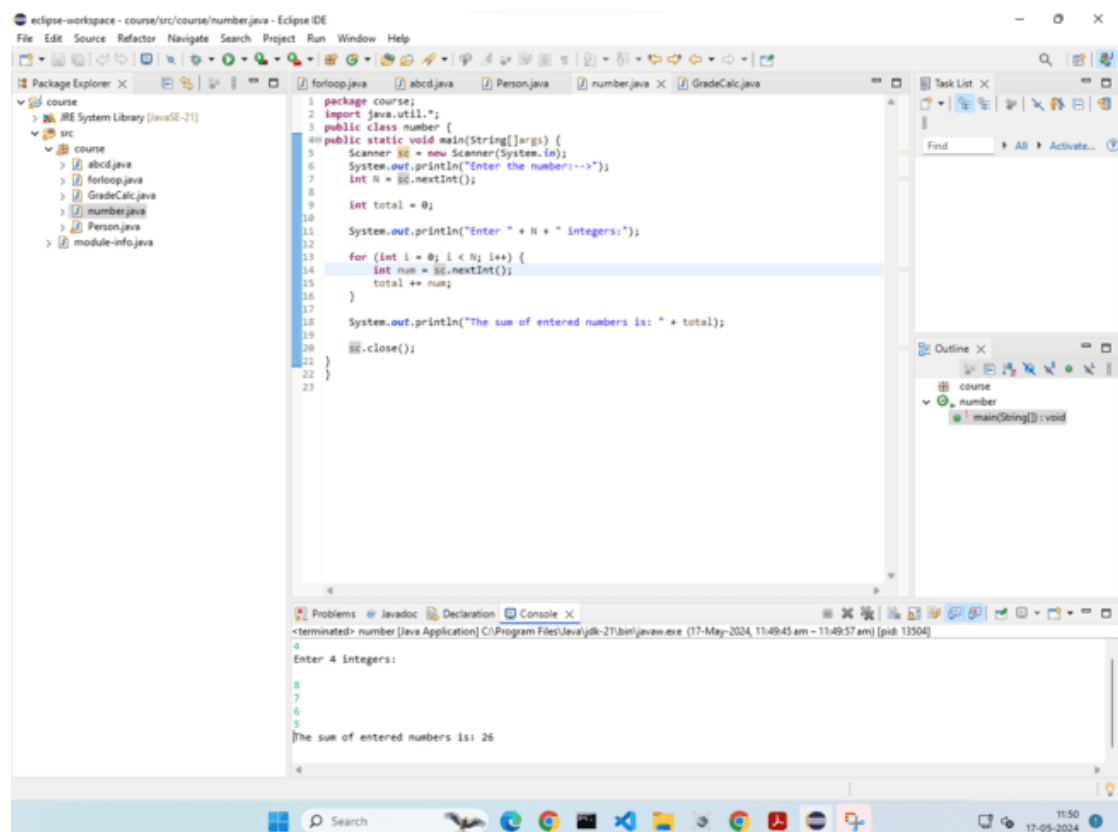 eclipse-workspace - course/src/course/number.java - Eclipse IDE
File Edit Source Refactor Navigate Search Project Run Window Help
Package Explorer
course
JRE System Library [JavaSE-21]
src
course
abcd.java
forloop.java
GradeCalc.java
number.java
Person.java
module-info.java
forloop.java abcd.java Person.java number.java GradeCalc.java
1 package course;
2 import java.util.*;
3 public class number {
4 public static void main(String[]args) {
5 Scanner sc = new Scanner(System.in);
6 System.out.println("Enter the number:-->");
7 int N = sc.nextInt();
8
9 int total = 0;
10
11 System.out.println("Enter " + N + " integers:");
12
13 for (int i = 0; i < N; i++) {
14 int num = sc.nextInt();
15 total += num;
16 }
17
18 System.out.println("The sum of entered numbers is: " + total);
19
20 sc.close();
21 }
22 }
23
Task List
Find All Activate...
Outline
course
number
main(String[]) : void
Problems Javadoc Declaration Console
<terminated> number [Java Application] C:\Program Files\Java\jdk-21\bin\javaw.exe (17-May-2024, 11:49:45 am – 11:49:57 am) [pid: 13504]
4
Enter 4 integers:
8
7
6
5
The sum of entered numbers is: 26
Search
11:50
17-05-2024